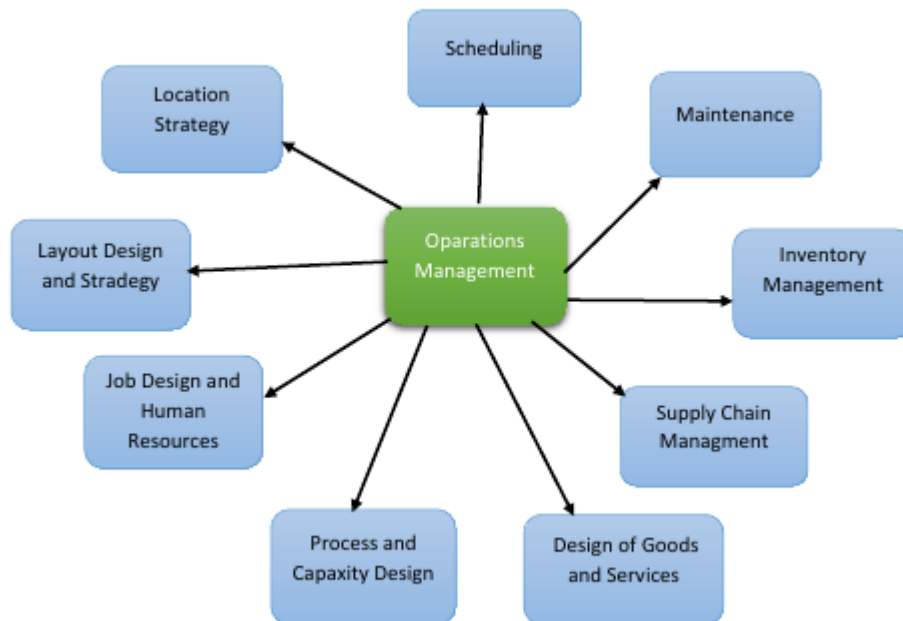 Scheduling
Location
Strategy
Maintenance
Oparations
Management
Layout Design
and Stradegy
Inventory
Management
Job Design and
Human
Resources
Supply Chain
Managment
Process and
Capaxity Design
Design of Goods
and Services